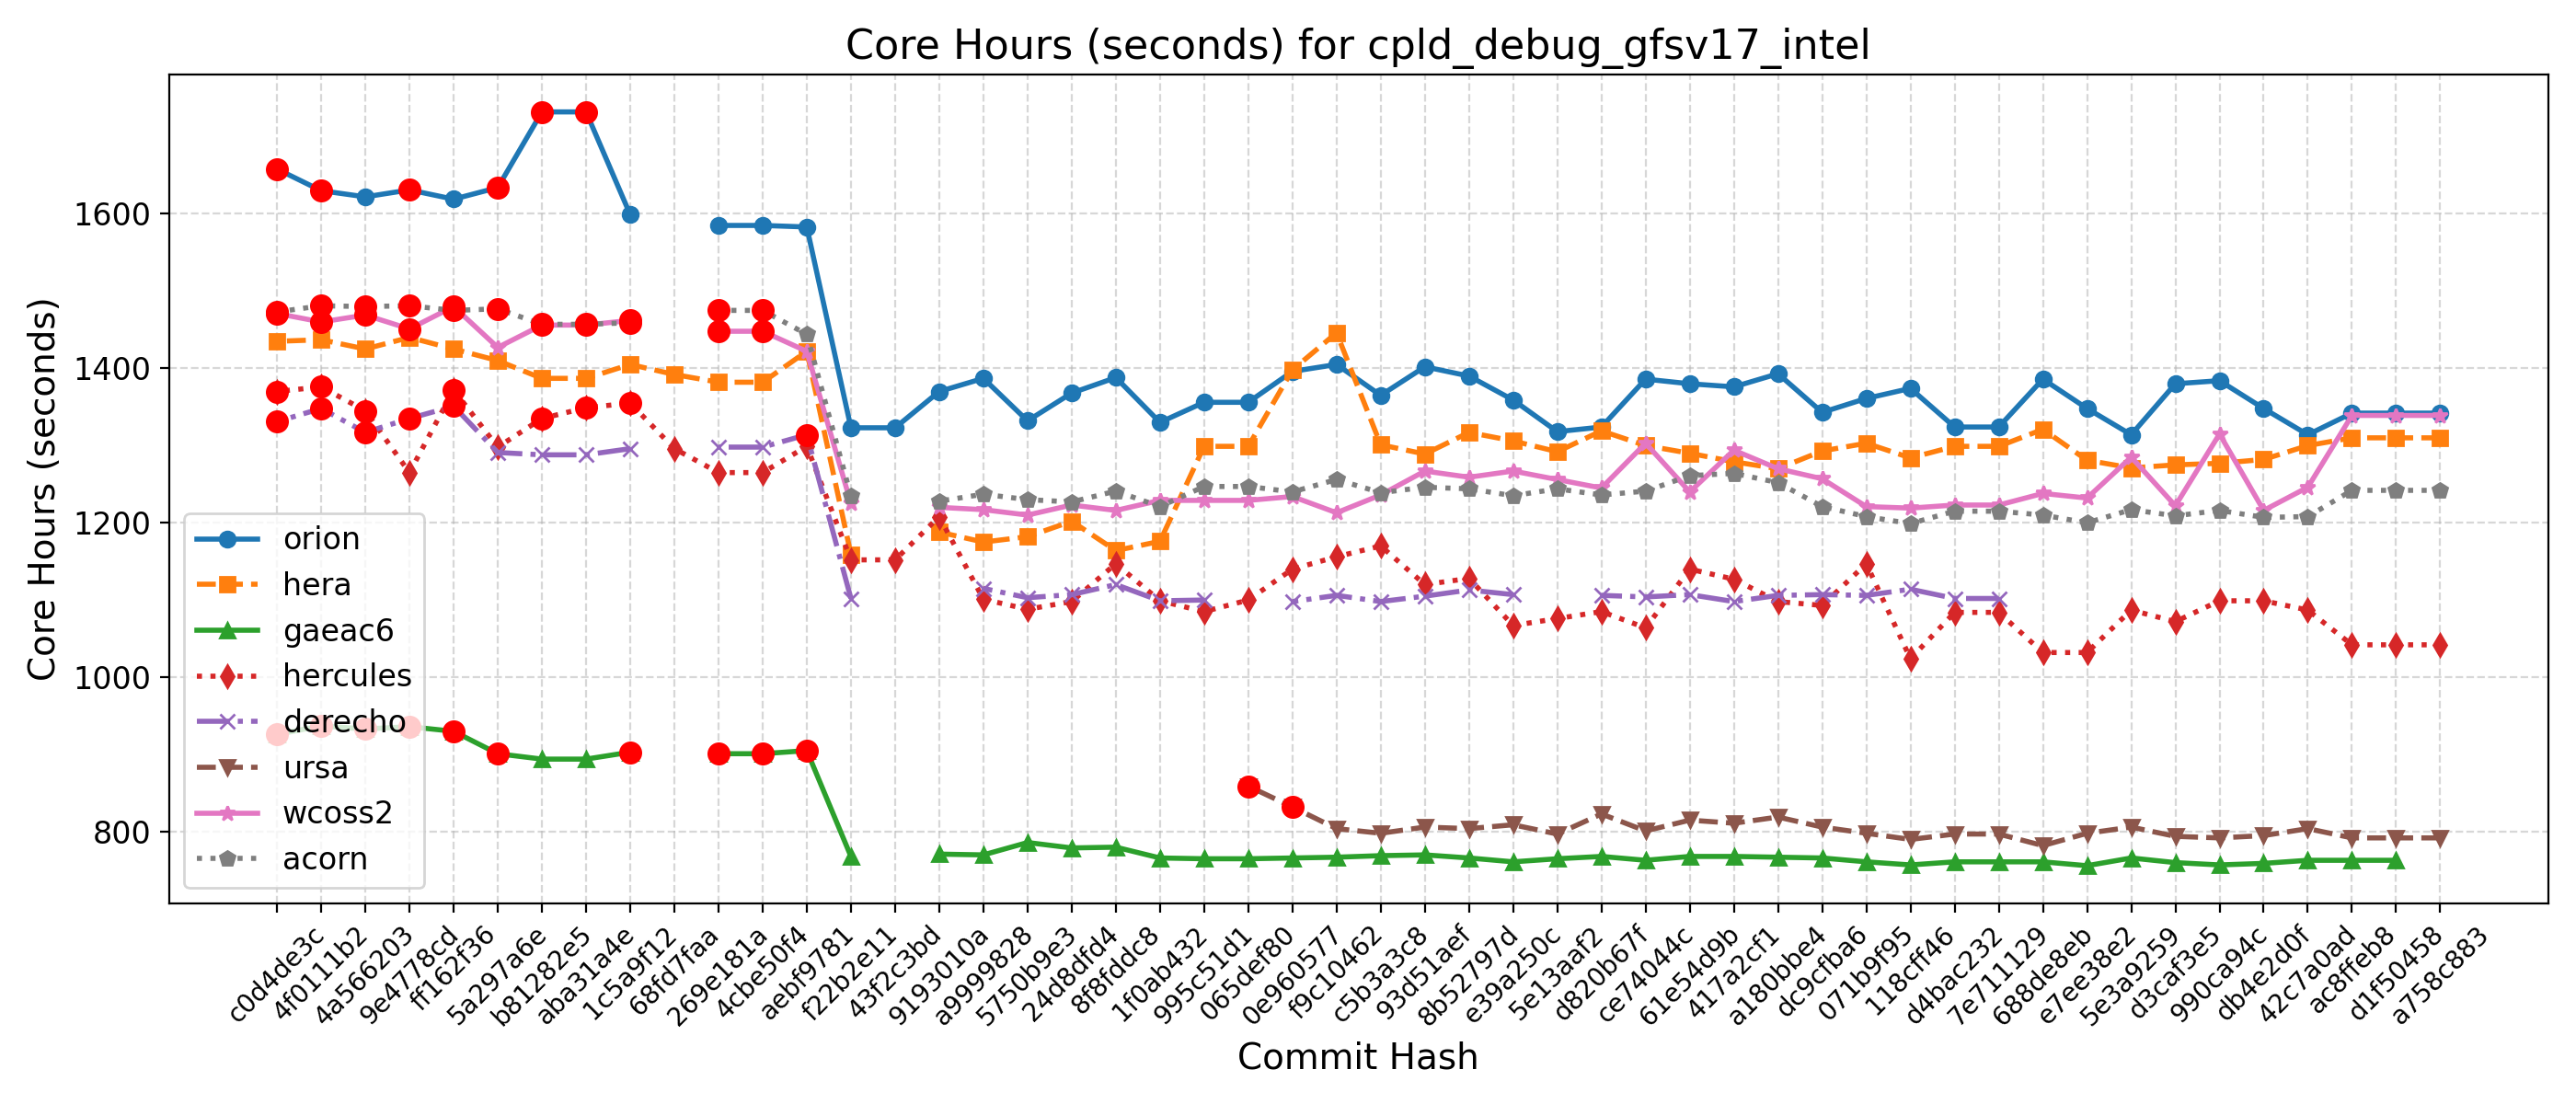 Core Hours (seconds) for cpld_debug_gfsv17_intel
Core Hours (seconds)
1600
1400
1200
1000
800
orion
hera
gaeac6
hercules
derecho
ursa
wcoss2
acorn
c0d4de3c
4f0111b2
4a566203
9e4778cd
ff162f36
5a297a6e
b81282e5
aba31a4e
1c5a9f12
68fd7faa
269e181a
4cbe50f4
aebf9781
f22b2e11
43f2c3bd
9193010a
a9999828
5750b9e3
24d8dfd4
8f8fddc8
1f0ab432
995c51d1
065def80
0e960577
f9c10462
c5b3a3c8
93d51aef
8b52797d
e39a250c
5e13aaf2
d820b67f
ce74044c
61e54d9b
417a2cf1
a180bbe4
dc9cfba6
071b9f95
118cff46
d4bac232
7e711129
688de8eb
e7ee38e2
5e3a9259
d3caf3e5
990ca94c
db4e2d0f
42c7a0ad
ac8ffeb8
d1f50458
a758c883
Commit Hash